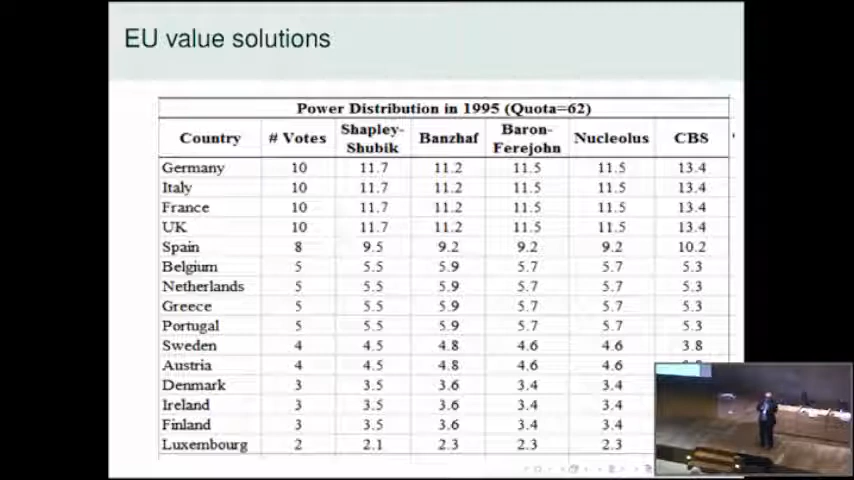 EU value solutions
Power Distribution in 1995 (Quota=62)
Country # Votes Shapley-Shubik Banzhaf Baron-Ferejohn Nucleolus CBS
Germany 10 11.7 11.2 11.5 11.5 13.4
Italy 10 11.7 11.2 11.5 11.5 13.4
France 10 11.7 11.2 11.5 11.5 13.4
UK 10 11.7 11.2 11.5 11.5 13.4
Spain 8 9.5 9.2 9.2 9.2 10.2
Belgium 5 5.5 5.9 5.7 5.7 5.3
Netherlands 5 5.5 5.9 5.7 5.7 5.3
Greece 5 5.5 5.9 5.7 5.7 5.3
Portugal 5 5.5 5.9 5.7 5.7 5.3
Sweden 4 4.5 4.8 4.6 4.6 3.8
Austria 4 4.5 4.8 4.6 4.6
Denmark 3 3.5 3.6 3.4 3.4
Ireland 3 3.5 3.6 3.4 3.4
Finland 3 3.5 3.6 3.4 3.4
Luxembourg 2 2.1 2.3 2.3 2.3